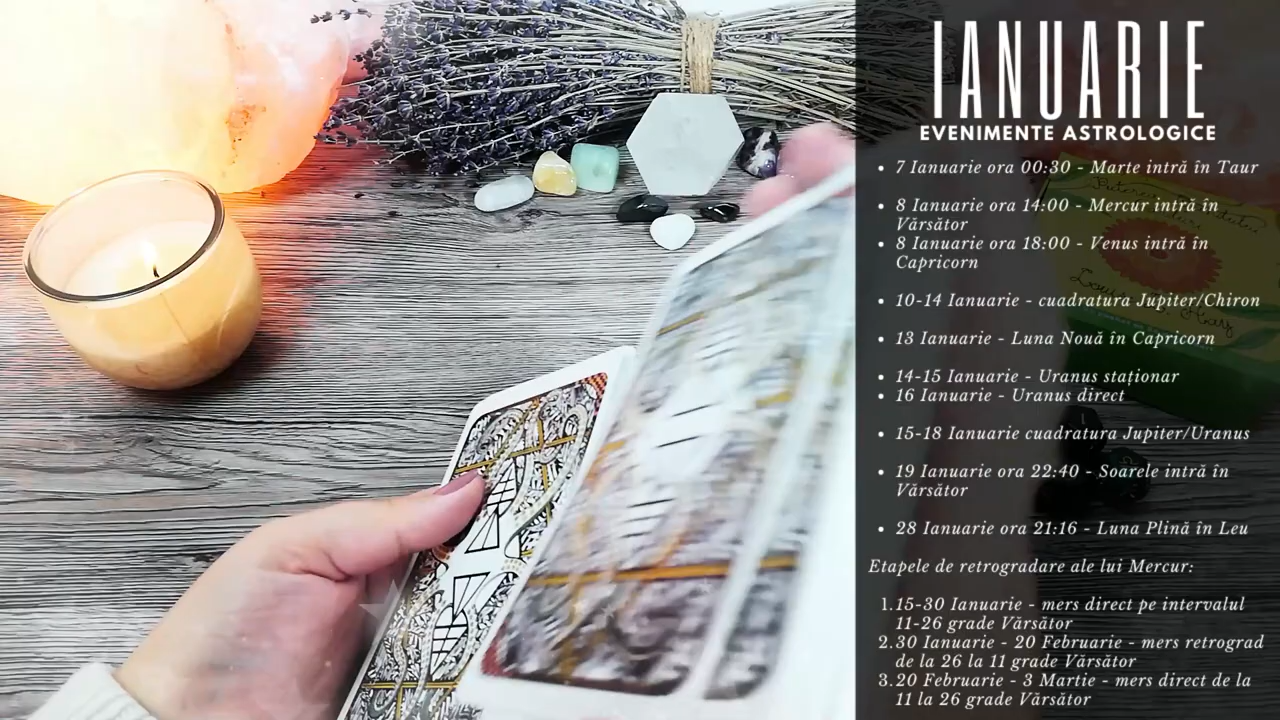 IANUARIE
EVENIMENTE ASTROLOGICE
• 7 Ianuarie ora 00:30 - Marte intră în Taur
• 8 Ianuarie ora 14:00 - Mercur intră în
Vărsător
• 8 Ianuarie ora 18:00 - Venus intră în
Capricorn
• 10-14 Ianuarie - cuadratura Jupiter/Chiron
• 13 Ianuarie - Luna Nouă în Capricorn
• 14-15 Ianuarie - Uranus staționar
• 16 Ianuarie - Uranus direct
• 15-18 Ianuarie cuadratura Jupiter/Uranus
• 19 Ianuarie ora 22:40 - Soarele intră în
Vărsător
• 28 Ianuarie ora 21:16 - Luna Plină în Leu
Etapele de retrogradare ale lui Mercur:
1.15-30 Ianuarie - mers direct pe intervalul
11-26 grade Vărsător
2.30 Ianuarie - 20 Februarie - mers retrograd
de la 26 la 11 grade Vărsător
3.20 Februarie - 3 Martie - mers direct de la
11 la 26 grade Vărsător